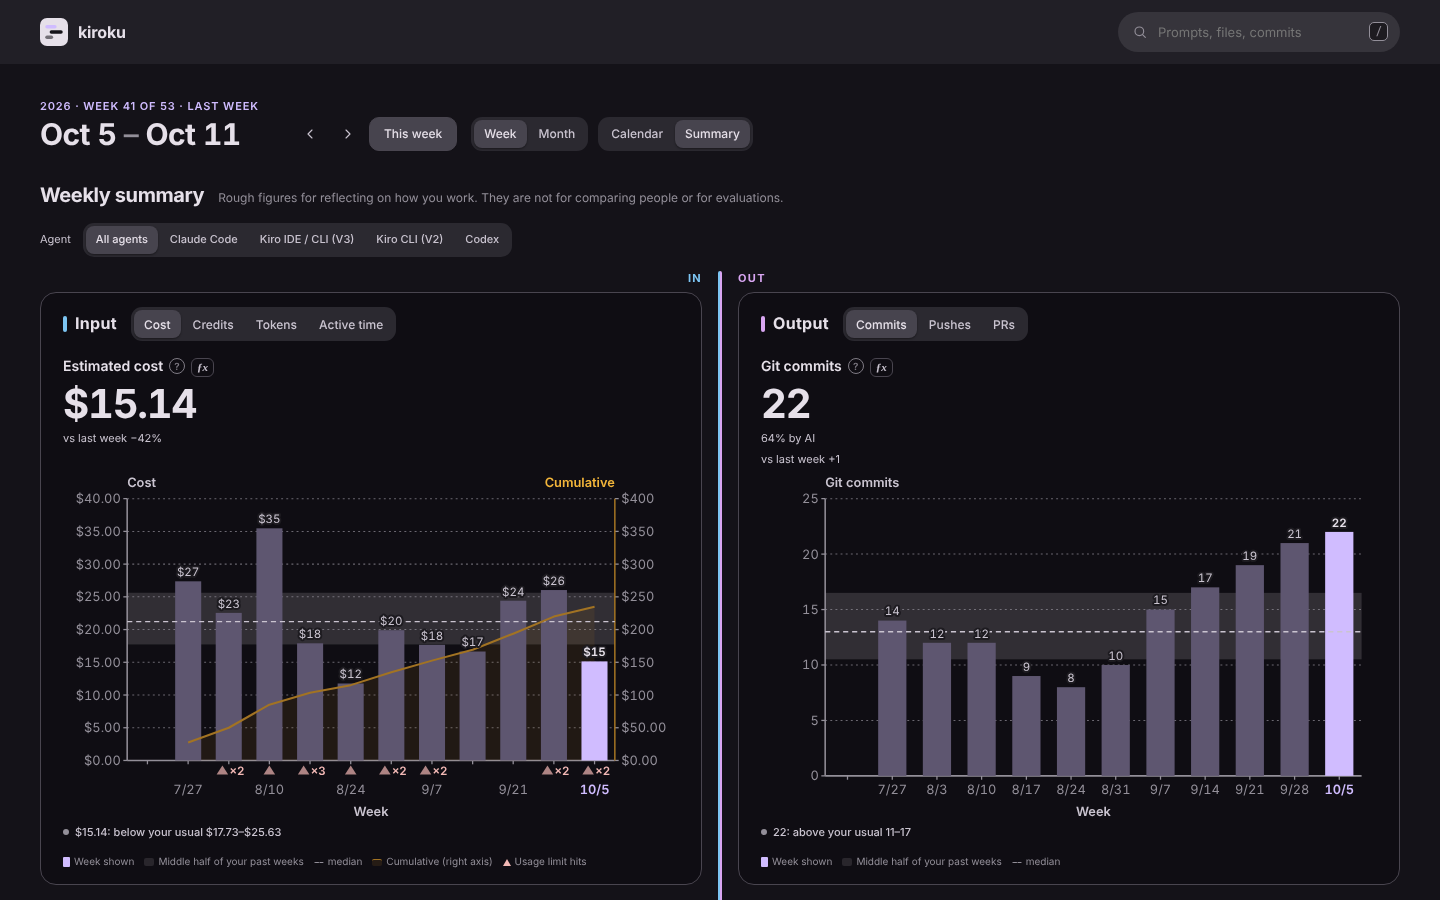 kiroku
Prompts, files, commits
/
2026 · WEEK 41 OF 53 · LAST WEEK
Oct 5 – Oct 11
This week
Week
Month
Calendar
Summary
Weekly summary
Rough figures for reflecting on how you work. They are not for comparing people or for evaluations.
Agent
All agents
Claude Code
Kiro IDE / CLI (V3)
Kiro CLI (V2)
Codex
IN
OUT
Input
Cost
Credits
Tokens
Active time
Estimated cost ? ƒx
$15.14
vs last week −42%
Cost
Cumulative
$40.00
$35.00
$30.00
$25.00
$20.00
$15.00
$10.00
$5.00
$0.00
$27
$23
$35
$18
$12
$20
$18
$17
$24
$26
$15
$400
$350
$300
$250
$200
$150
$100
$50.00
$0.00
×2
×3
×2
×2
×2
×2
7/27
8/10
8/24
9/7
9/21
10/5
Week
$15.14: below your usual $17.73–$25.63
Week shown
Middle half of your past weeks
median
Cumulative (right axis)
Usage limit hits
Output
Commits
Pushes
PRs
Git commits ? ƒx
22
64% by AI
vs last week +1
Git commits
25
20
15
10
5
0
14
12
12
9
8
10
15
17
19
21
22
7/27
8/3
8/10
8/17
8/24
8/31
9/7
9/14
9/21
9/28
10/5
Week
22: above your usual 11–17
Week shown
Middle half of your past weeks
median